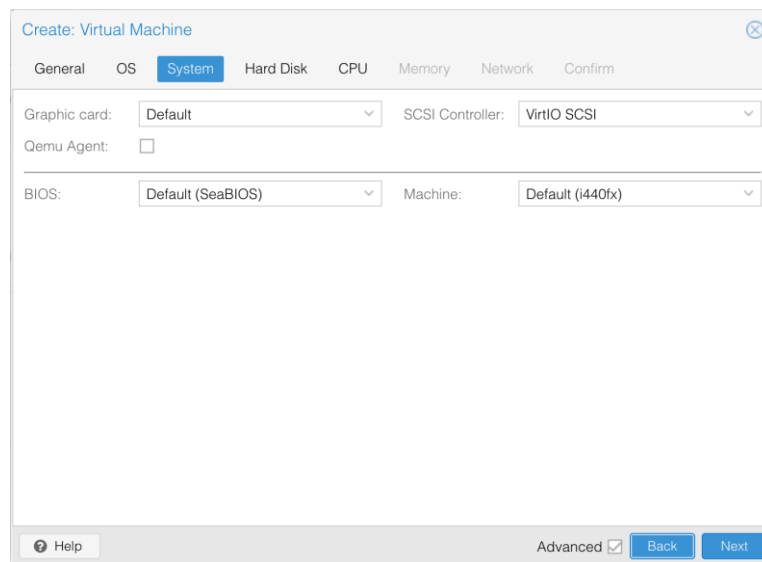 Create: Virtual Machine
General OS System Hard Disk CPU Memory Network Confirm
Graphic card: Default SCSI Controller: VirtIO SCSI
Qemu Agent:
BIOS: Default (SeaBIOS) Machine: Default (i440fx)
Help Advanced Back Next